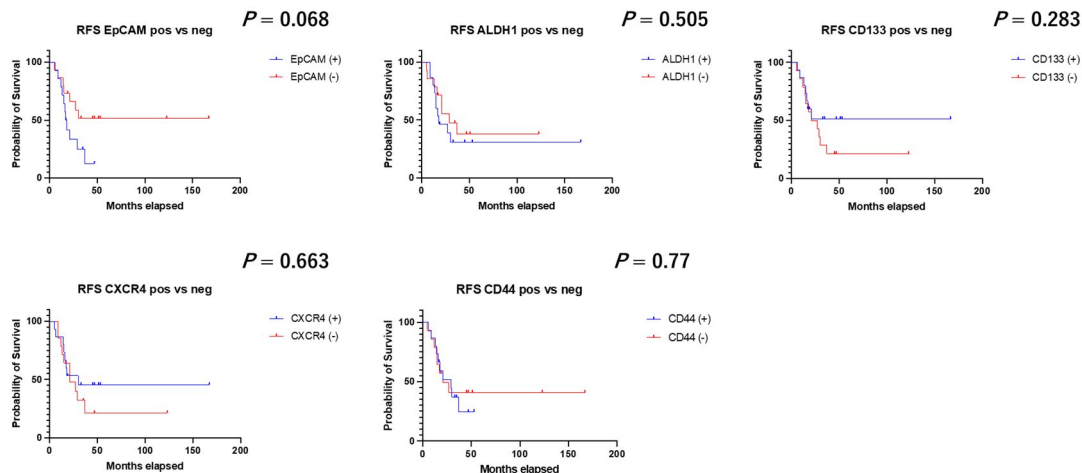 P = 0.068
RFS EpCAM pos vs neg
EpCAM (+)
EpCAM (-)
Probability of Survival
100
50
0
0 50 100 150 200
Months elapsed
P = 0.505
RFS ALDH1 pos vs neg
ALDH1 (+)
ALDH1 (-)
Probability of Survival
100
50
0
0 50 100 150 200
Months elapsed
P = 0.283
RFS CD133 pos vs neg
CD133 (+)
CD133 (-)
Probability of Survival
100
50
0
0 50 100 150 200
Months elapsed
P = 0.663
RFS CXCR4 pos vs neg
CXCR4 (+)
CXCR4 (-)
Probability of Survival
100
50
0
0 50 100 150 200
Months elapsed
P = 0.77
RFS CD44 pos vs neg
CD44 (+)
CD44 (-)
Probability of Survival
100
50
0
0 50 100 150 200
Months elapsed